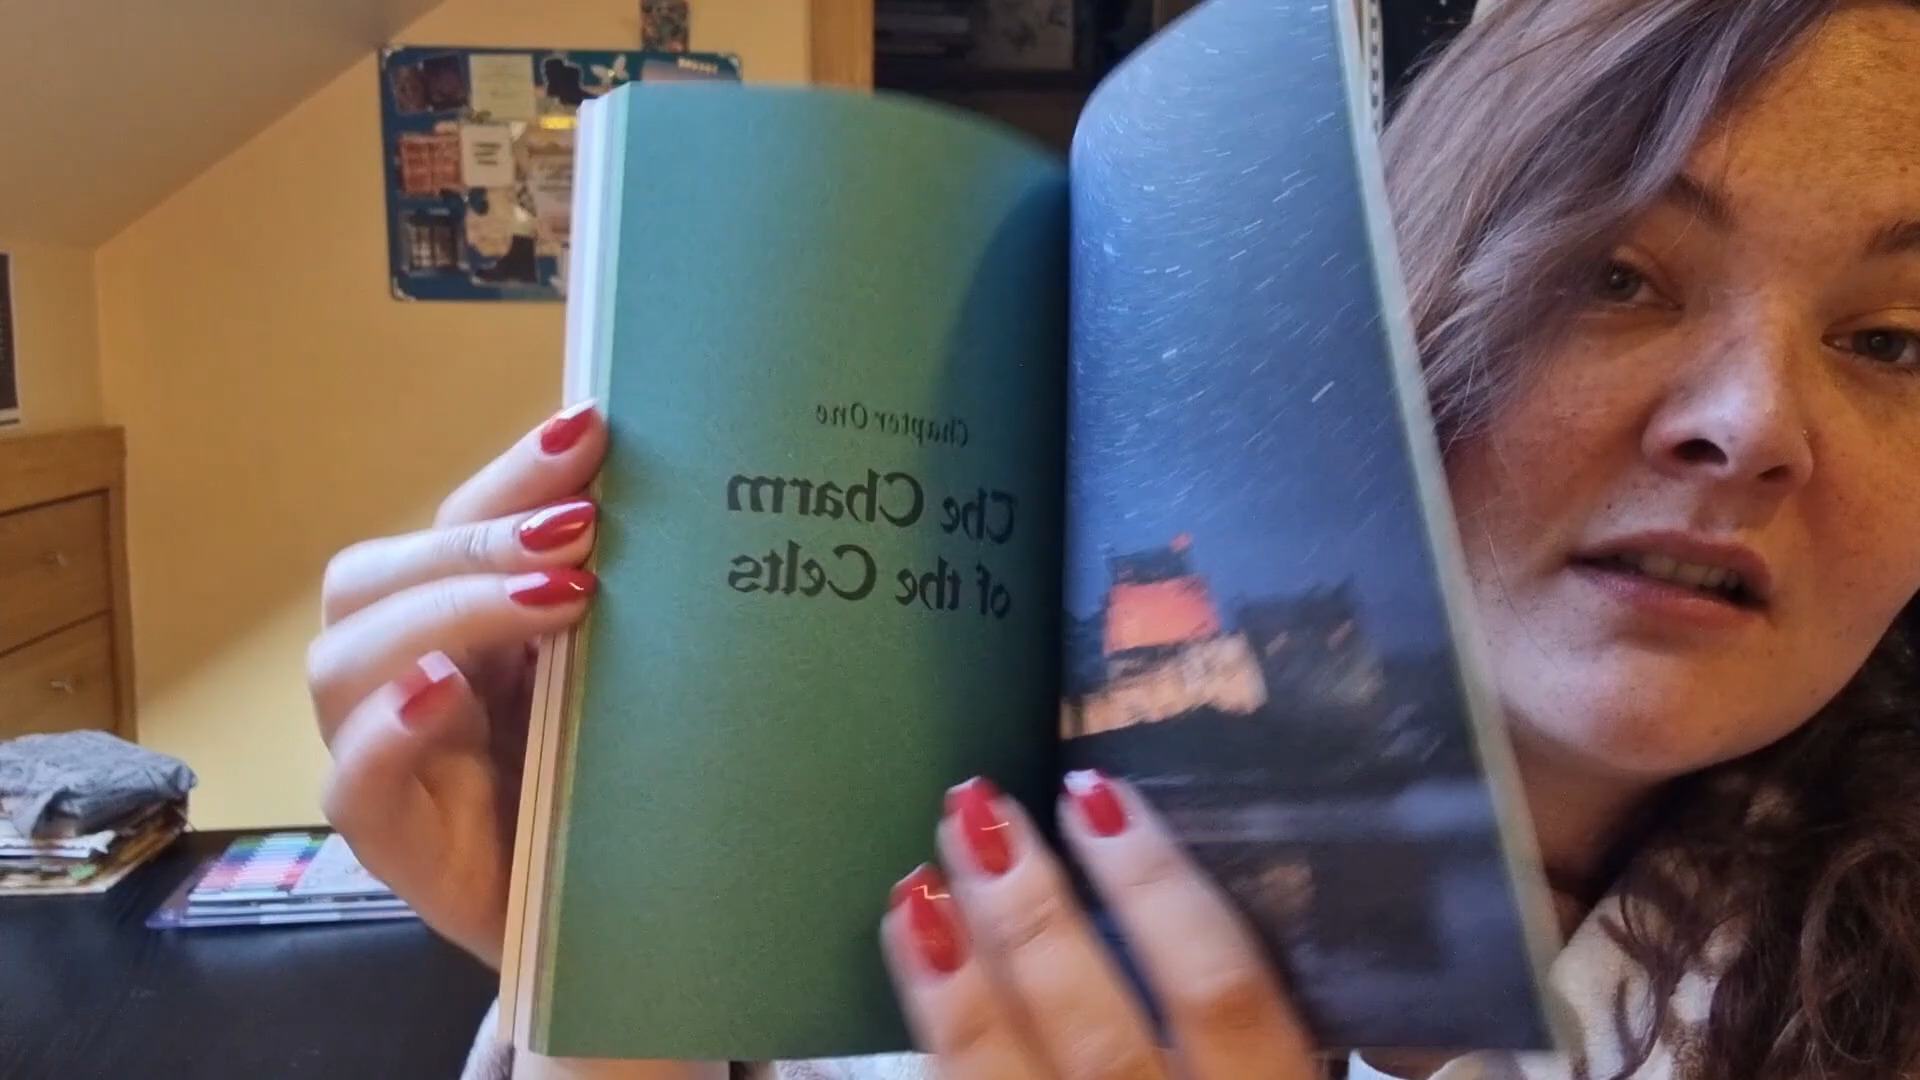 Chapter One
The Charm
of the Celts